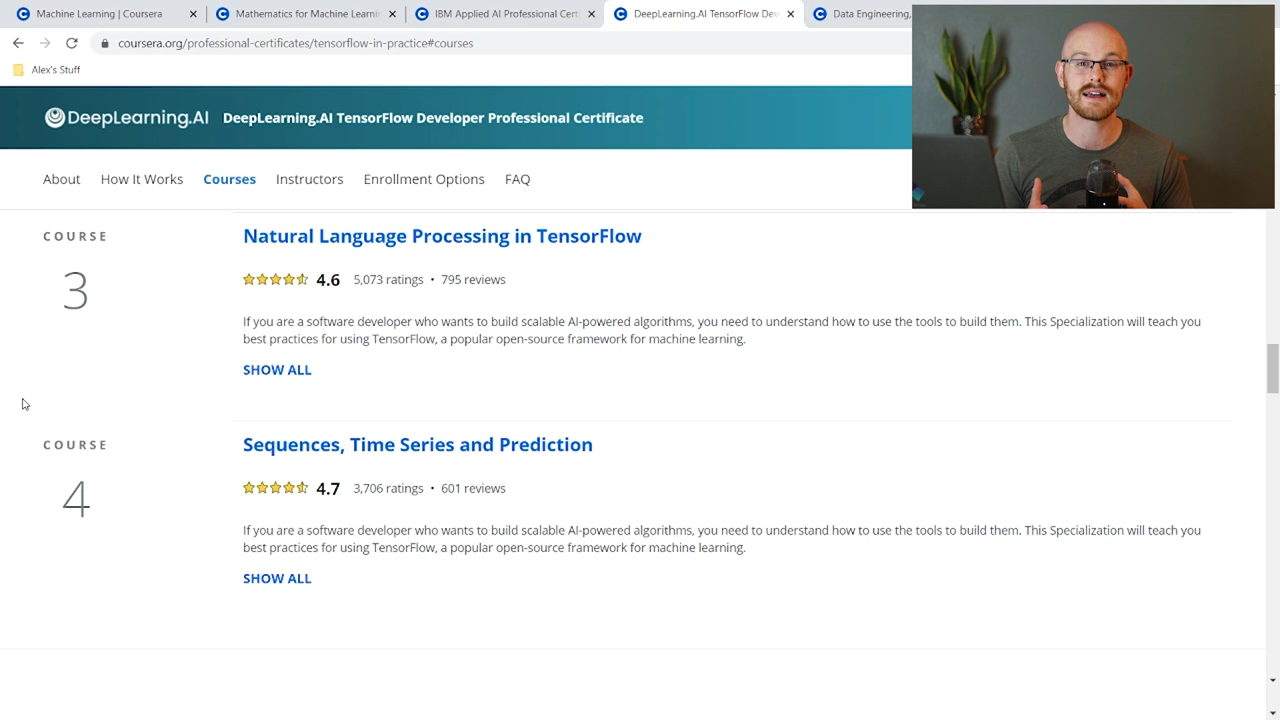 Machine Learning | Coursera
Mathematics for Machine Learni
IBM Applied AI Professional Cert
DeepLearning.AI TensorFlow Dev
Data Engineering,
coursera.org/professional-certificates/tensorflow-in-practice#courses
Alex's Stuff
DeepLearning.AI DeepLearning.AI TensorFlow Developer Professional Certificate
About How It Works Courses Instructors Enrollment Options FAQ
COURSE
3
Natural Language Processing in TensorFlow
4.6 5,073 ratings • 795 reviews
If you are a software developer who wants to build scalable AI-powered algorithms, you need to understand how to use the tools to build them. This Specialization will teach you
best practices for using TensorFlow, a popular open-source framework for machine learning.
SHOW ALL
COURSE
4
Sequences, Time Series and Prediction
4.7 3,706 ratings • 601 reviews
If you are a software developer who wants to build scalable AI-powered algorithms, you need to understand how to use the tools to build them. This Specialization will teach you
best practices for using TensorFlow, a popular open-source framework for machine learning.
SHOW ALL